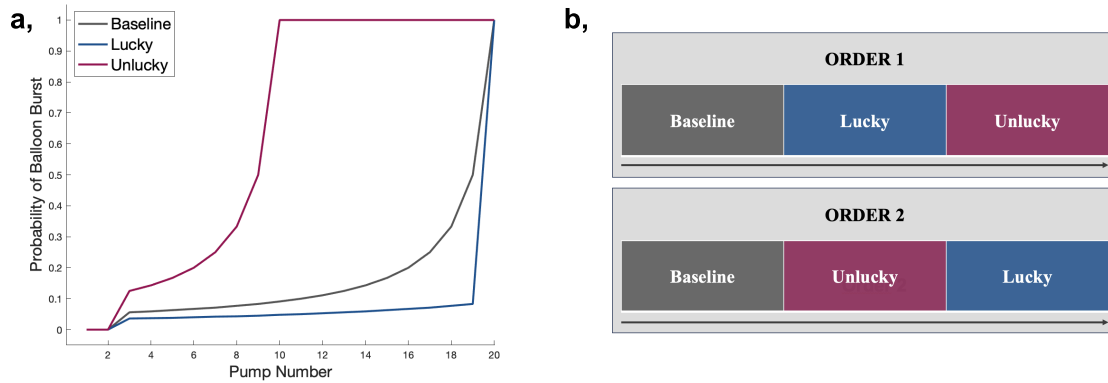 a,
Baseline
Lucky
Unlucky
Probability of Balloon Burst
1
0.9
0.8
0.7
0.6
0.5
0.4
0.3
0.2
0.1
0
2 4 6 8 10 12 14 16 18 20
Pump Number
b,
ORDER 1
Baseline Lucky Unlucky
ORDER 2
Baseline Unlucky Lucky